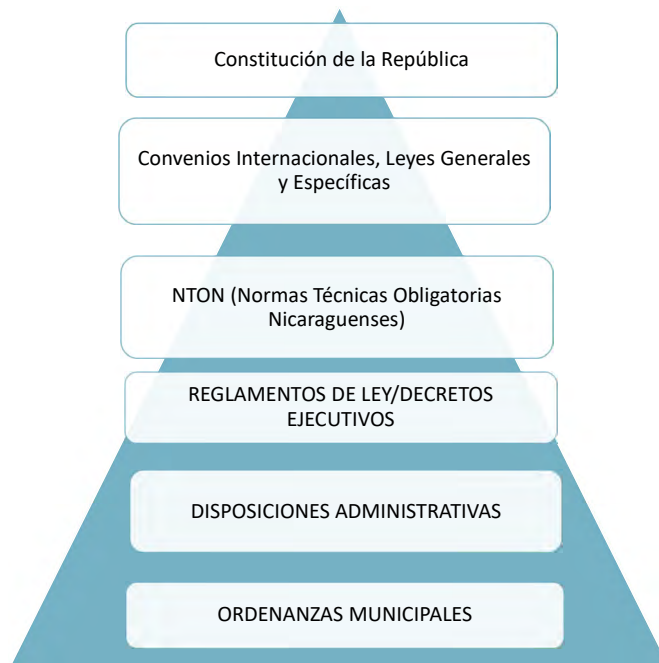 Constitución de la República
Convenios Internacionales, Leyes Generales
y Específicas
NTON (Normas Técnicas Obligatorias
Nicaraguenses)
REGLAMENTOS DE LEY/DECRETOS
EJECUTIVOS
DISPOSICIONES ADMINISTRATIVAS
ORDENANZAS MUNICIPALES